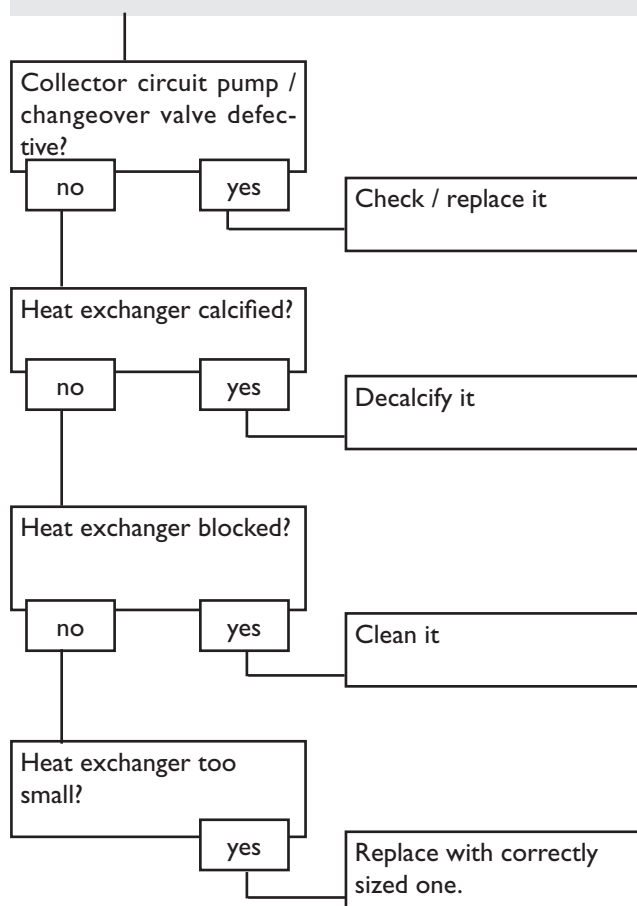 Collector circuit pump /
changeover valve defec-
tive?
no
yes
Check / replace it
Heat exchanger calcified?
no
yes
Decalcify it
Heat exchanger blocked?
no
yes
Clean it
Heat exchanger too
small?
yes
Replace with correctly
sized one.